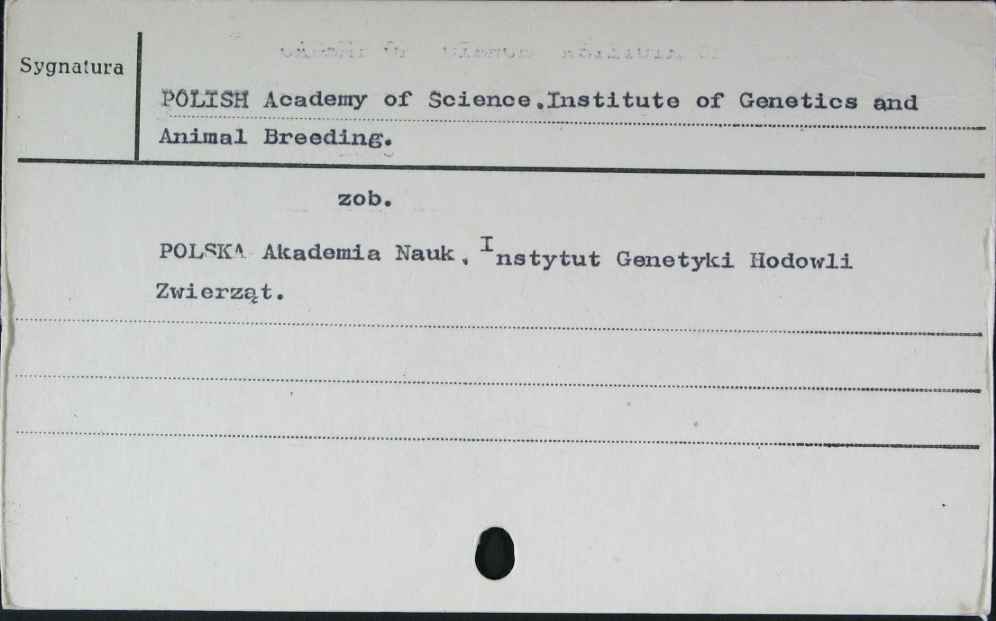 Sygnatura
POLISH Academy of Science.Institute of Genetics and
Animal Breeding.
zob.
POLSKA Akademia Nauk. Instytut Genetyki Hodowli
Zwierząt.